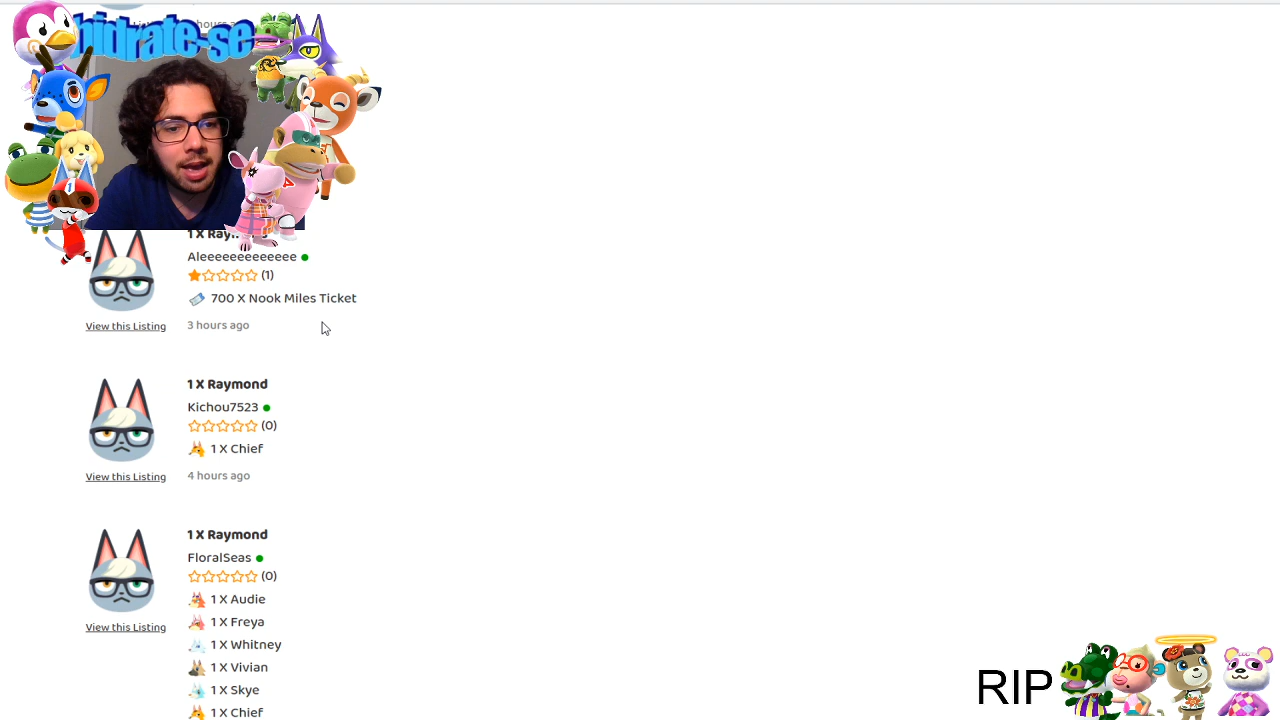 hidrate-se
Aleeeeeeeeeeeee
(1)
700 X Nook Miles Ticket
View this Listing
3 hours ago
1 X Raymond
Kichou7523
(0)
1 X Chief
View this Listing
4 hours ago
1 X Raymond
FloralSeas
(0)
1 X Audie
1 X Freya
View this Listing
1 X Whitney
1 X Vivian
1 X Skye
1 X Chief
RIP